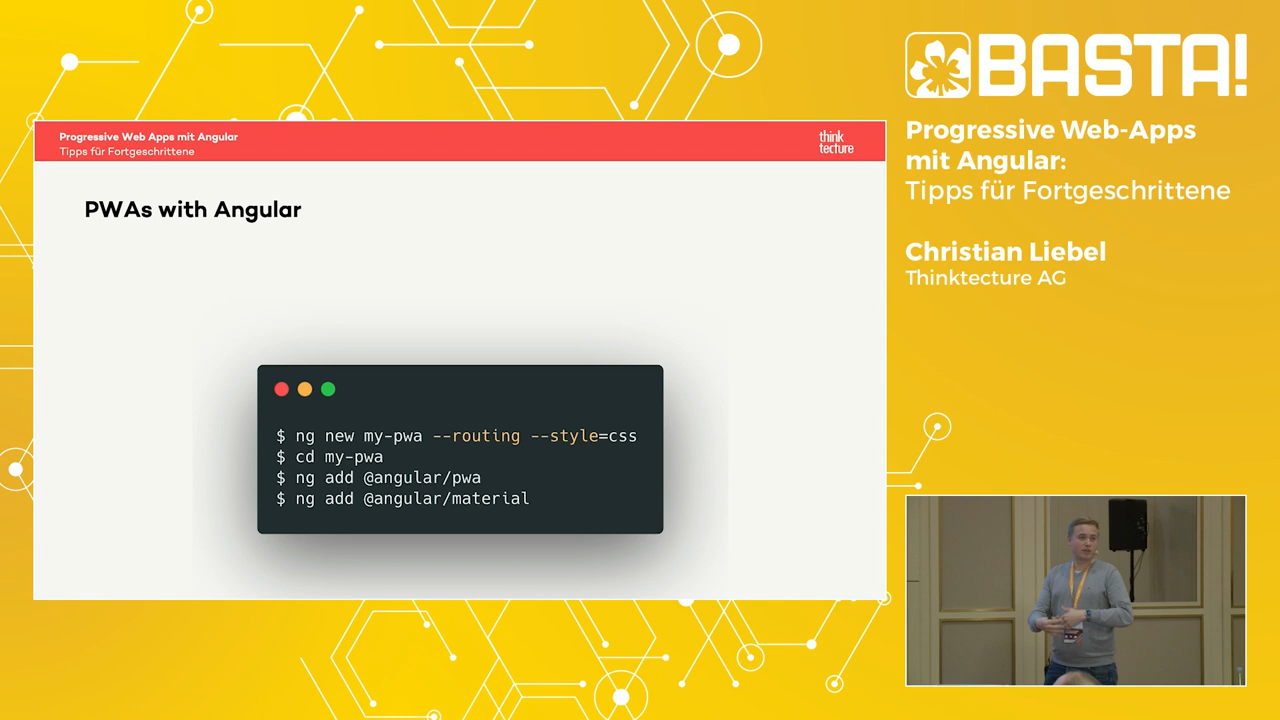 BASTA!
Progressive Web-Apps
mit Angular:
Tipps für Fortgeschrittene
Christian Liebel
Thinktecture AG
Progressive Web Apps mit Angular
Tipps für Fortgeschrittene
think
tecture
PWAs with Angular
$ ng new my-pwa --routing --style=css
$ cd my-pwa
$ ng add @angular/pwa
$ ng add @angular/material